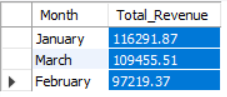 Month Total_Revenue
January 116291.87
March 109455.51
February 97219.37